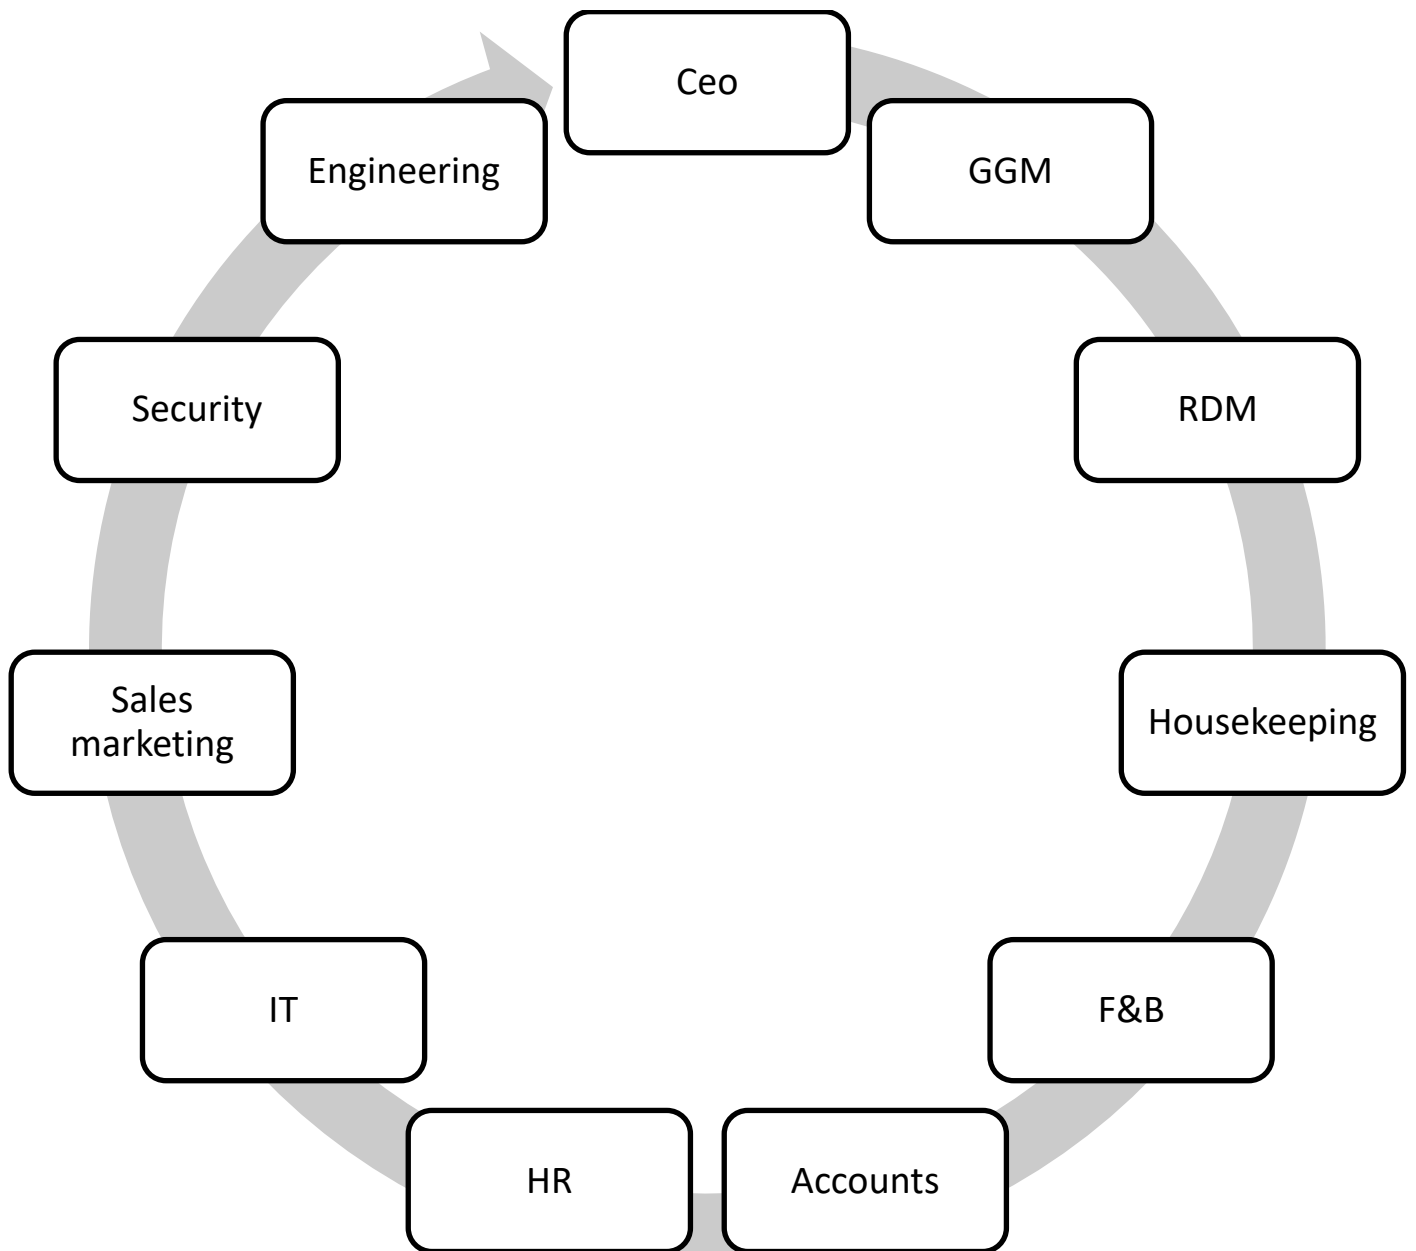 Ceo
GGM
RDM
Housekeeping
F&B
Accounts
HR
IT
Sales
marketing
Security
Engineering